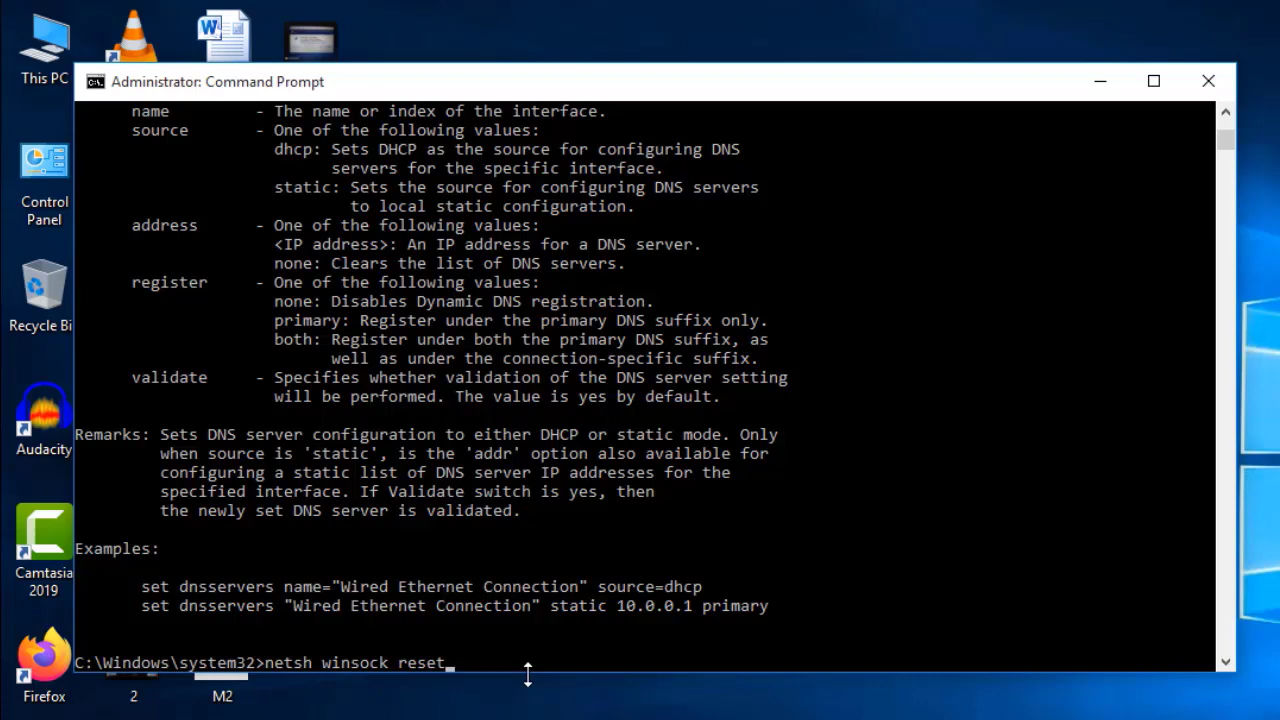 This PC
Administrator: Command Prompt
name - The name or index of the interface.
source - One of the following values:
dhcp: Sets DHCP as the source for configuring DNS
servers for the specific interface.
static: Sets the source for configuring DNS servers
to local static configuration.
address - One of the following values:
<IP address>: An IP address for a DNS server.
none: Clears the list of DNS servers.
register - One of the following values:
none: Disables Dynamic DNS registration.
primary: Register under the primary DNS suffix only.
both: Register under both the primary DNS suffix, as
well as under the connection-specific suffix.
validate - Specifies whether validation of the DNS server setting
will be performed. The value is yes by default.
Remarks: Sets DNS server configuration to either DHCP or static mode. Only
when source is 'static', is the 'addr' option also available for
configuring a static list of DNS server IP addresses for the
specified interface. If Validate switch is yes, then
the newly set DNS server is validated.
Examples:
set dnsservers name="Wired Ethernet Connection" source=dhcp
set dnsservers "Wired Ethernet Connection" static 10.0.0.1 primary
C:\Windows\system32>netsh winsock reset_
Control
Panel
Recycle Bi
Audacity
Camtasia
2019
Firefox
2
M2